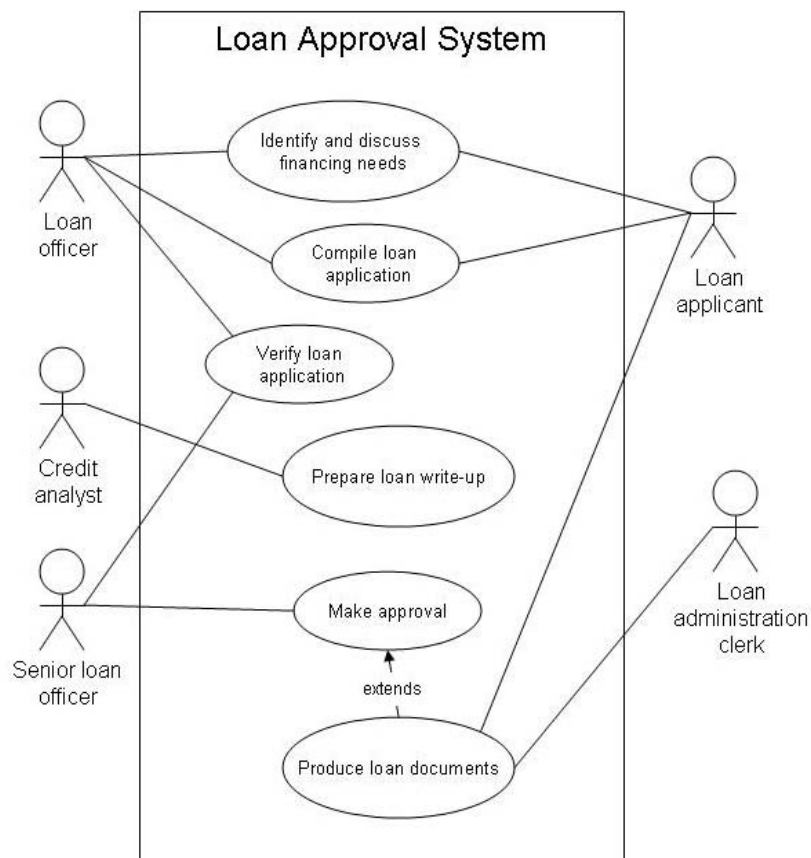 Loan Approval System
Identify and discuss
financing needs
Loan
officer
Compile loan
application
Loan
applicant
Verify loan
application
Credit
analyst
Prepare loan write-up
Make approval
Loan
administration
clerk
Senior loan
officer
extends
Produce loan documents